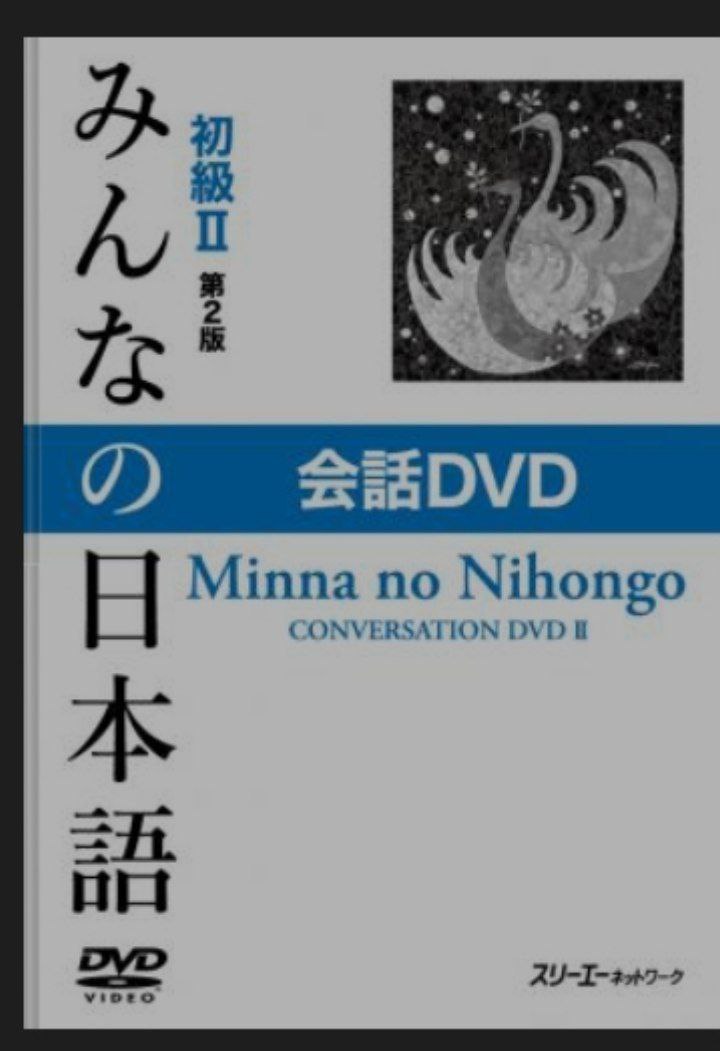 みんなの日本語
初級Ⅱ
第2版
会話DVD
Minna no Nihongo
CONVERSATION DVD Ⅱ
DVD
VIDEO
スリーエーネットワーク